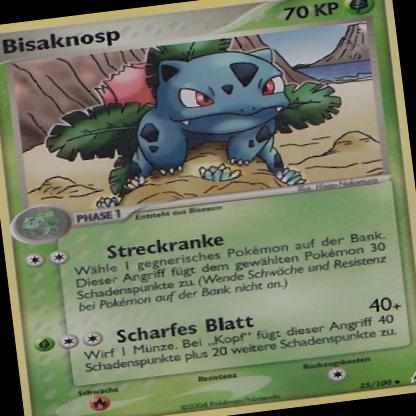 Bisaknosp 70 KP
PHASE 1 Entsteht aus Bisasam
Streckranke
Wähle 1 gegnerisches Pokémon auf der Bank.
Dieser Angriff fügt dem gewählten Pokémon 30
Schadenspunkte zu. (Wende Schwäche und Resistenz
bei Pokémon auf der Bank nicht an.)
Scharfes Blatt 40+
Wirf 1 Münze. Bei „Kopf" fügt dieser Angriff 40
Schadenspunkte plus 20 weitere Schadenspunkte zu.
Schwäche Resistenz Rückzugskosten
©2006 Pokémon/Nintendo 35/100